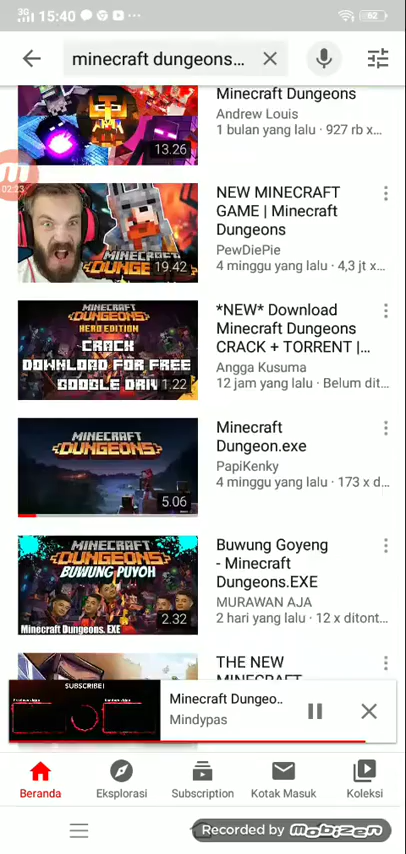 3G 15:40 62
minecraft dungeons...
13.26
Minecraft Dungeons
Andrew Louis
1 bulan yang lalu · 927 rb x...
02:23
MINECRAFT
DUNGE
19.42
NEW MINECRAFT
GAME | Minecraft
Dungeons
PewDiePie
4 minggu yang lalu · 4,3 jt x...
MINECRAFT
DUNGEONS
HERO EDITION
CRACK
DOWNLOAD FOR FREE
GOOGLE DRIV
1.22
*NEW* Download
Minecraft Dungeons
CRACK + TORRENT |...
Angga Kusuma
12 jam yang lalu · Belum dit...
MINECRAFT
DUNGEONS
5.06
Minecraft
Dungeon.exe
PapiKenky
4 minggu yang lalu · 173 x d...
MINECRAFT
DUNGEONS
BUWUNG PUYOH
Minecraft Dungeons. EXE
2.32
Buwung Goyeng
- Minecraft
Dungeons.EXE
MURAWAN AJA
2 hari yang lalu · 12 x ditont...
THE NEW
SUBSCRIBE!
Minecraft Dungeo..
Mindypas
Beranda
Eksplorasi
Subscription
Kotak Masuk
Koleksi
Recorded by mobizen